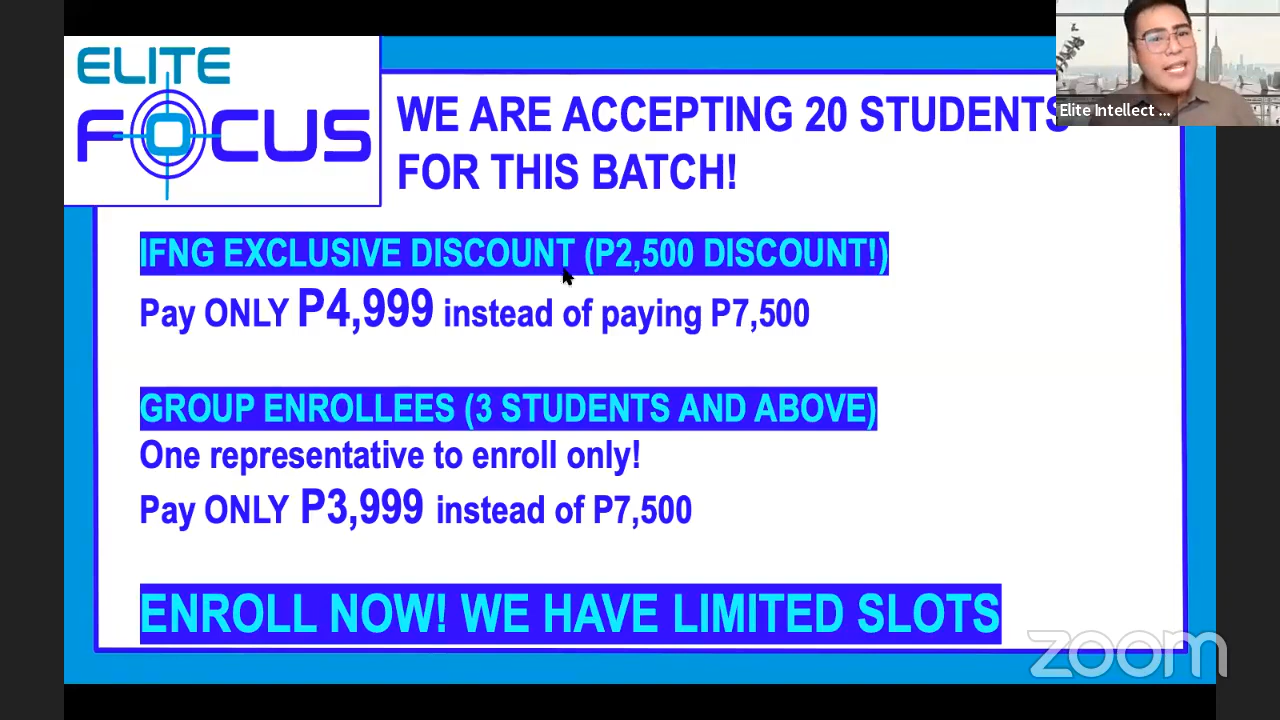 ELITE
FOCUS
WE ARE ACCEPTING 20 STUDENTS
FOR THIS BATCH!
Elite Intellect ...
IFNG EXCLUSIVE DISCOUNT (P2,500 DISCOUNT!)
Pay ONLY P4,999 instead of paying P7,500
GROUP ENROLLEES (3 STUDENTS AND ABOVE)
One representative to enroll only!
Pay ONLY P3,999 instead of P7,500
ENROLL NOW! WE HAVE LIMITED SLOTS
zoom